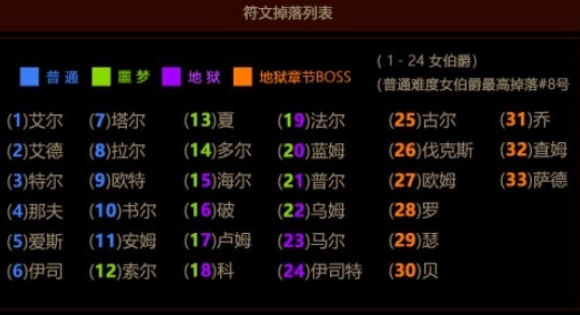 符文掉落列表
普通 噩梦 地狱 地狱章节BOSS
( 1 - 24 女伯爵)
(普通难度女伯爵最高掉落#8号
(1)艾尔 (7)塔尔 (13)夏 (19)法尔 (25)古尔 (31)乔
(2)艾德 (8)拉尔 (14)多尔 (20)蓝姆 (26)伐克斯 (32)查姆
(3)特尔 (9)欧特 (15)海尔 (21)普尔 (27)欧姆 (33)萨德
(4)那夫 (10)书尔 (16)破 (22)乌姆 (28)罗
(5)爱斯 (11)安姆 (17)卢姆 (23)马尔 (29)瑟
(6)伊司 (12)索尔 (18)科 (24)伊司特 (30)贝